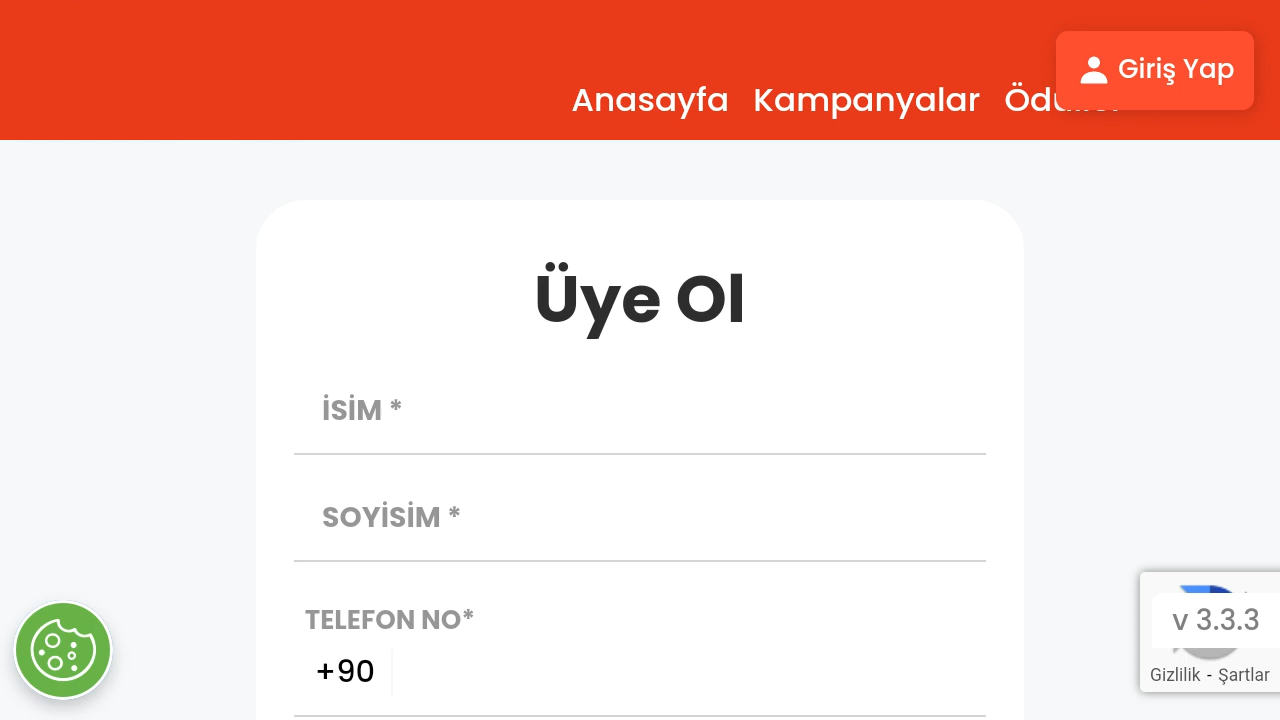 Giriş Yap
Anasayfa Kampanyalar
Üye Ol
İSİM *
SOYİSİM *
TELEFON NO*
+90
v 3.3.3
Gizlilik - Şartlar